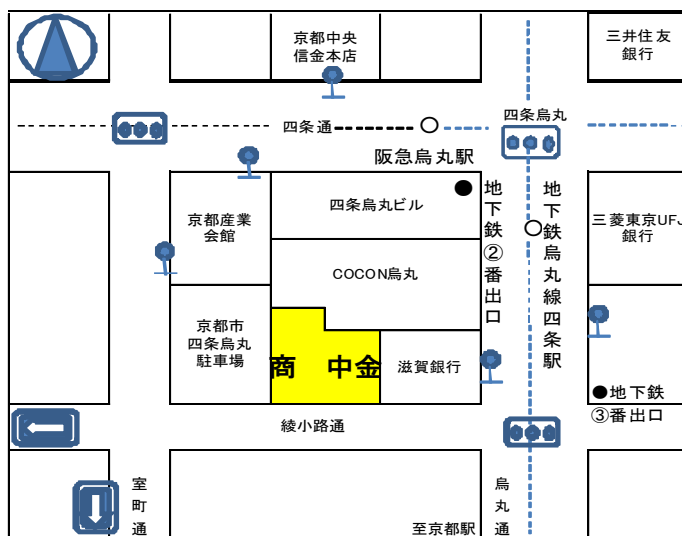 京都中央
信金本店
三井住友
銀行
四条烏丸
四条通
阪急烏丸駅
四条烏丸ビル
京都産業
会館
地下鉄②番出口
地下鉄烏丸線四条駅
三菱東京UFJ
銀行
COCON烏丸
京都市
四条烏丸
駐車場
商 中金
滋賀銀行
●地下鉄
③番出口
綾小路通
室町通
烏丸通
至京都駅